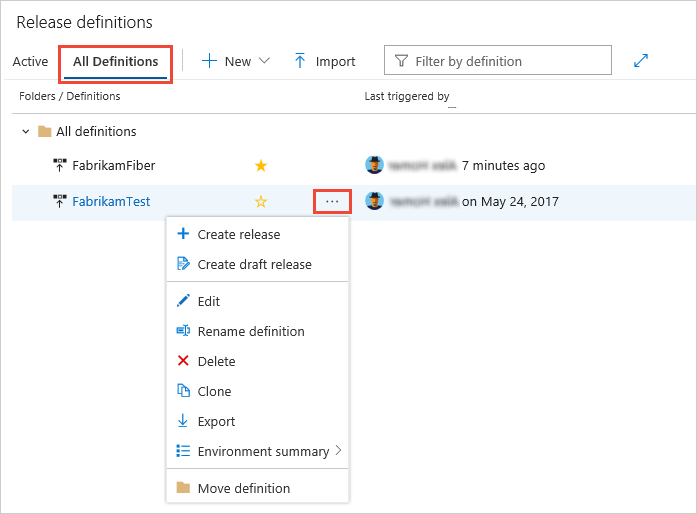 Release definitions
Active All Definitions New Import Filter by definition
Folders / Definitions Last triggered by
All definitions
FabrikamFiber 7 minutes ago
FabrikamTest ... on May 24, 2017
Create release
Create draft release
Edit
Rename definition
Delete
Clone
Export
Environment summary
Move definition